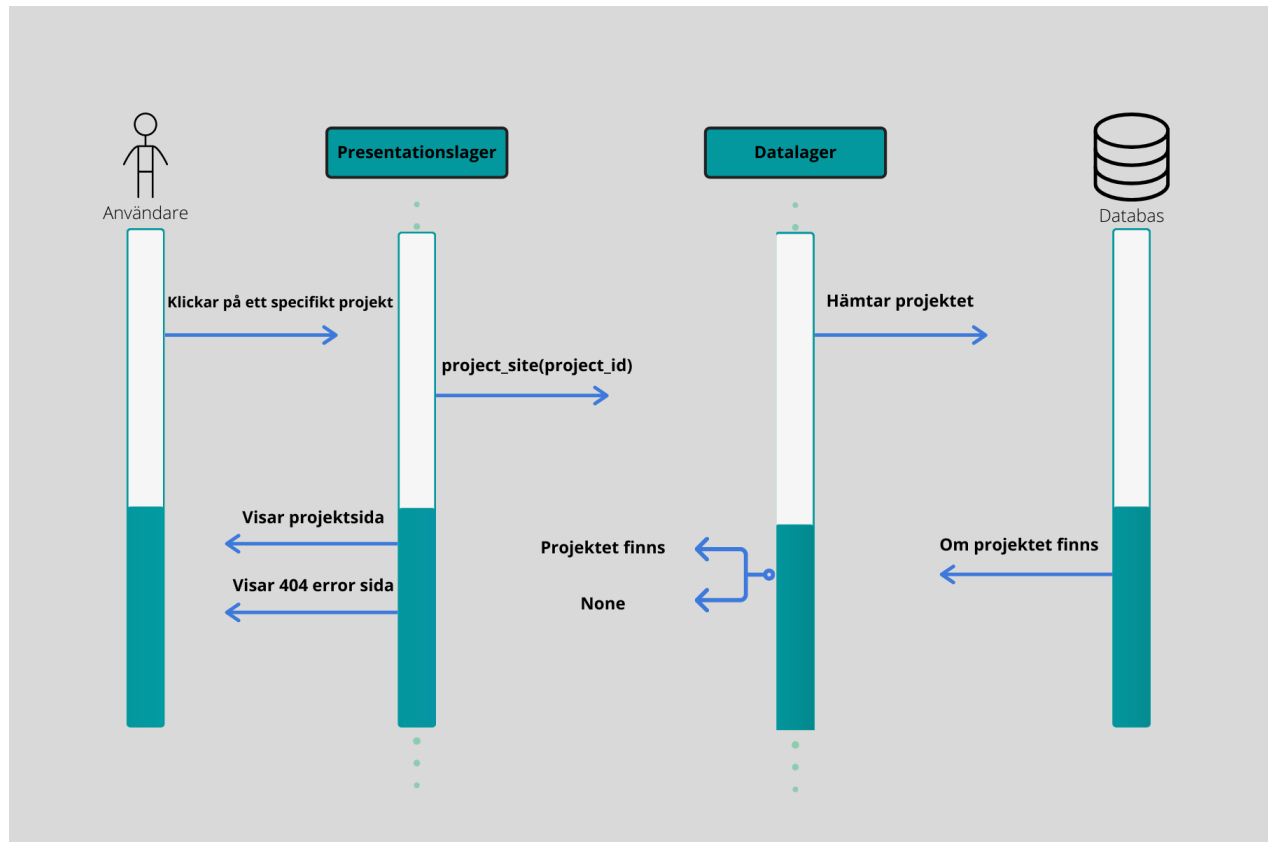 Presentationslager
Datalager
Användare
Databas
Klickar på ett specifikt projekt
Hämtar projektet
project_site(project_id)
Visar projektsida
Projektet finns
Om projektet finns
Visar 404 error sida
None